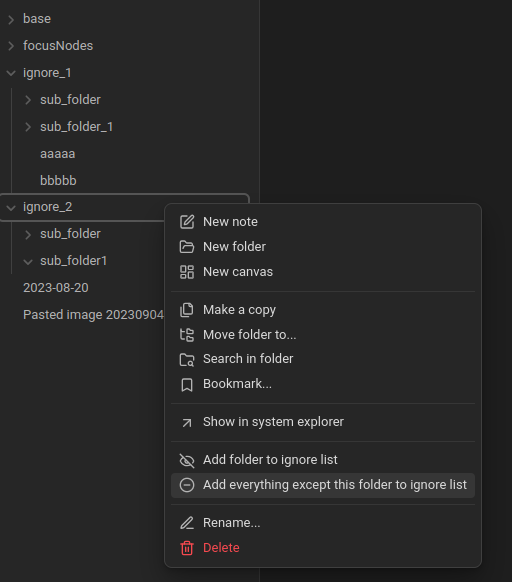 base
focusNodes
ignore_1
sub_folder
sub_folder_1
aaaaa
bbbbb
ignore_2
sub_folder
sub_folder1
2023-08-20
Pasted image 20230904
New note
New folder
New canvas
Make a copy
Move folder to...
Search in folder
Bookmark...
Show in system explorer
Add folder to ignore list
Add everything except this folder to ignore list
Rename...
Delete